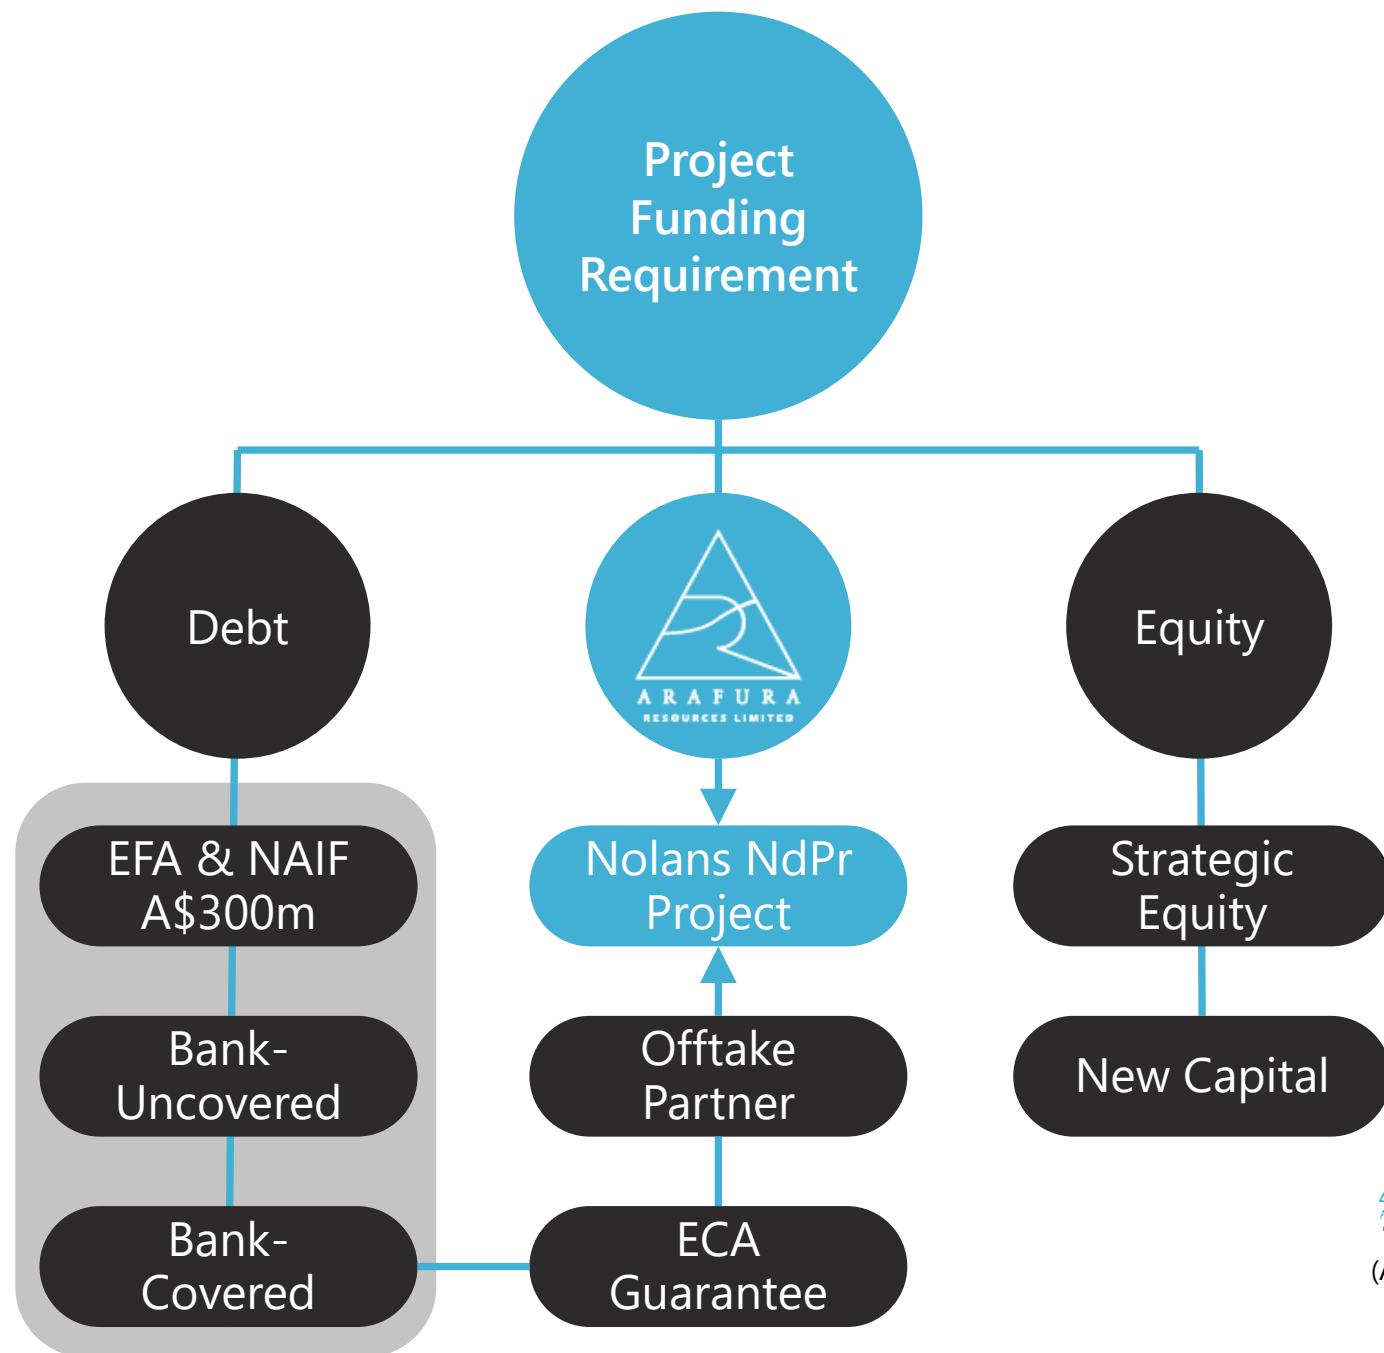 Project
Funding
Requirement
Debt
ARAFURA
RESOURCES LIMITED
Equity
EFA & NAIF
A$300m
Nolans NdPr
Project
Strategic
Equity
Bank-
Uncovered
Offtake
Partner
New Capital
Bank-
Covered
ECA
Guarantee